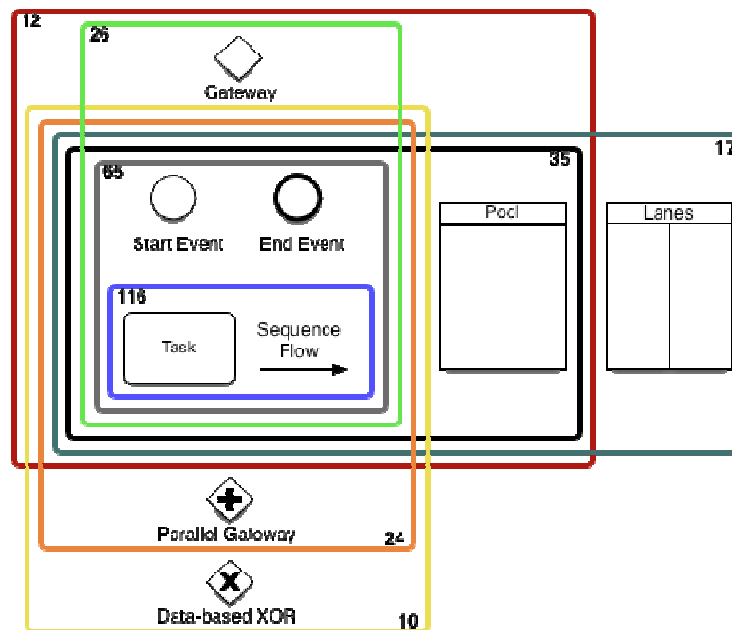 12
26
Gateway
65
35
17
Start Event
End Event
Pool
Lanes
116
Task
Sequence
Flow
Parallel Gateway
24
Data-based XOR
10